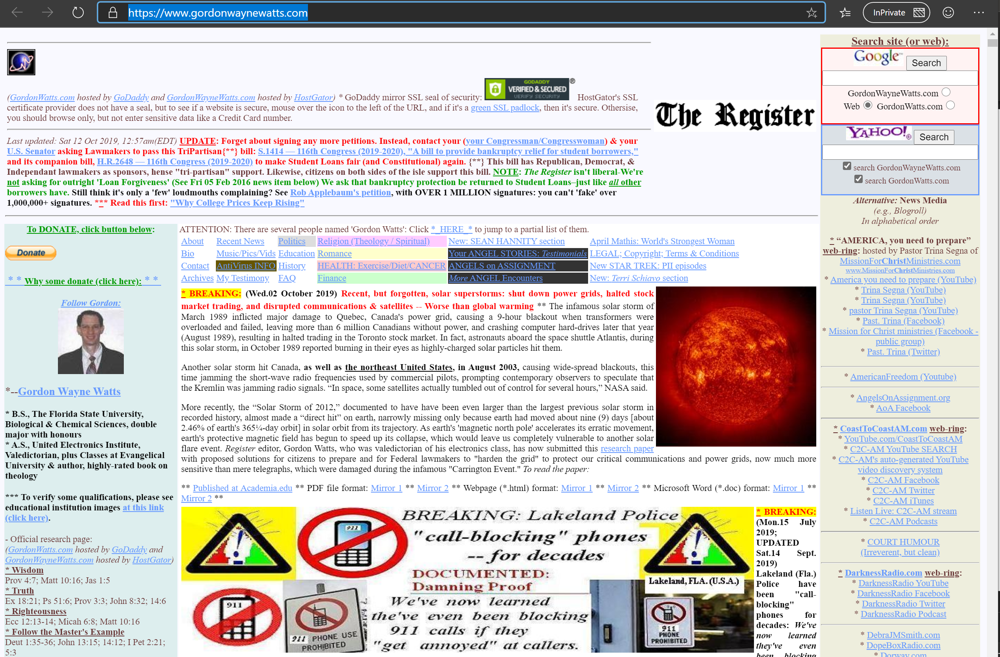 https://www.gordonwaynewatts.com
InPrivate
(GordonWatts.com hosted by GoDaddy and GordonWayneWatts.com hosted by HostGator) * GoDaddy mirror SSL seal of security: GODADDY VERIFIED & SECURED VERIFY SECURITY ® HostGator's SSL
certificate provider does not have a seal, but to see if a website is secure, mouse over the icon to the left of the URL, and if it's a green SSL padlock, then it's secure. Othersise,
you should browse only, but not enter sensitive data like a Credit Card number.
The Register
Last updated: Sat 12 Oct 2019, 12:57am(EDT) UPDATE: Forget about signing any more petitions. Instead, contact your (your Congressman/Congresswoman) & your
U.S. Senator asking Lawmakers to pass this TriPartisan{**} bill: S.1414 — 116th Congress (2019-2020), "A bill to provide bankruptcy relief for student borrowers,"
and its companion bill, H.R.2648 — 116th Congress (2019-2020) to make Student Loans fair (and Constitutional) again. {**} This bill has Republican, Democrat, &
Independant lawmakers as sponsors, hense "tri-partisan" support. Likewise, citizens on both sides of the isle support this bill. NOTE: The Register isn't liberal-We're
not asking for outright 'Loan Forgiveness' (See Fri 05 Feb 2016 news item below) We ask that bankruptcy protection be returned to Student Loans–just like all other
borrowers have. Still think it's only a 'few' loudmouths complaining? See Rob Applebaum's petition, with OVER 1 MILLION signatures: you can't 'fake' over
1,000,000+ signatures. *** Read this first: "Why College Prices Keep Rising"
To DONATE, click button below:
Donate
* * Why some donate (click here): * *
Follow Gordon:
*--Gordon Wayne Watts
* B.S., The Florida State University,
Biological & Chemical Sciences, double
major with honours
* A.S., United Electronics Institute,
Valedictorian, plus Classes at Evangelical
University & author, highly-rated book on
theology
*** To verify some qualifications, please see
educational institution images at this link
(click here).
- Official research page:
(GordonWatts.com hosted by GoDaddy and
GordonWayneWatts.com hosted by HostGator)
* Wisdom
Prov 4:7; Matt 10:16; Jas 1:5
* Truth
Ex 18:21; Ps 51:6; Prov 3:3; John 8:32; 14:6
* Righteousness
Ecc 12:13-14; Micah 6:8; Matt 10:16
* Follow the Master's Example
Deut 1:35-36; John 13:15; 14:12; I Pet 2:21;
5:3
ATTENTION: There are several people named 'Gordon Watts': Click *_HERE_* to jump to a partial list of them.
About Recent News Politics Religion (Theology / Spiritual) New: SEAN HANNITY section April Mathis: World's Strongest Woman
Bio Music/Pics/Vids Education Romance Your ANGEL STORIES: Testimonials LEGAL; Copyright; Terms & Conditions
Contact AntiVirus INFO History HEALTH: Exercise/Diet/CANCER ANGELS on ASSIGNMENT New STAR TREK: PII episodes
Archives My Testimony FAQ Finance More ANGEL Encounters New: Terri Schiavo section
* BREAKING: (Wed.02 October 2019) Recent, but forgotten, solar superstorms: shut down power grids, halted stock
market trading, and disrupted communications & satellites -- Worse than global warming ** The infamous solar storm of
March 1989 inflicted major damage to Quebec, Canada's power grid, causing a 9-hour blackout when transformers were
overloaded and failed, leaving more than 6 million Canadians without power, and crashing computer hard-drives later that year
(August 1989), resulting in halted trading in the Toronto stock market. In fact, astronauts aboard the space shuttle Atlantis, during
this solar storm, in October 1989 reported burning in their eyes as highly-charged solar particles hit them.
Another solar storm hit Canada, as well as the northeast United States, in August 2003, causing wide-spread blackouts, this
time jamming the short-wave radio frequencies used by commercial pilots, prompting contemporary observers to speculate that
the Kremlin was jamming radio signals. “In space, some satellites actually tumbled out of control for several hours,” NASA said.
More recently, the “Solar Storm of 2012,” documented to have have been even larger than the largest previous solar storm in
recorded history, almost made a “direct hit” on earth, narrowly missing only because earth had moved about nine (9) days [about
2.46% of earth's 365¼-day orbit] in solar orbit from its trajectory. As earth's 'magnetic north pole' accelerates its erratic movement,
earth's protective magnetic field has begun to speed up its collapse, which would leave us completely vulnerable to another solar
flare event. Register editor, Gordon Watts, who was valedictorian of his electronics class, has now submitted this research paper
with proposed solutions for citizens to prepare and for Federal lawmakers to "harden the grid" to protect our critical communications and power grids, now much more
sensitive than mere telegraphs, which were damaged during the infamous "Carrington Event." To read the paper:
** Published at Academia.edu ** PDF file format: Mirror 1 ** Mirror 2 ** Webpage (*.html) format: Mirror 1 ** Mirror 2 ** Microsoft Word (*.doc) format: Mirror 1 **
Mirror 2 **
BREAKING: Lakeland Police
"call-blocking" phones
-- for decades
DOCUMENTED:
Damning Proof
We've now learned
the've even been blocking
911 calls if they
"get annoyed" at callers.
911
911
911 PHONE USE
PROHIBITED
Lakeland, FLA. (U.S.A.)
911
PHONE
PROHIBITED
* BREAKING:
(Mon.15 July
2019;
UPDATED
Sat.14 Sept.
2019)
Lakeland (Fla.)
Police have
been "call-
blocking"
phones for
decades: We've
now learned
they've even
been blocking
Search site (or web):
Google™ Search
GordonWayneWatts.com
Web GordonWatts.com
YAHOO!® Search
search GordonWayneWatts.com
search GordonWatts.com
Alternative: News Media
(e.g., Blogroll)
In alphabetical order
* “AMERICA, you need to prepare”
web-ring: hosted by Pastor Trina Segna of
MissionForChristMinistries.com
www.MissionForChristMinistries.com
* America you need to prepare (YouTube)
* Trina Segna (YouTube)
* Trina Segna (YouTube)
* pastor Trina Segna (YouTube)
* Past. Trina (Facebook)
* Mission for Christ ministries (Facebook -
public group)
* Past. Trina (Twitter)
* AmericanFreedom (Youtube)
* AngelsOnAssignment.org
* AoA Facebook
* CoastToCoastAM.com web-ring:
* YouTube.com/CoastToCoastAM
* C2C-AM YouTube SEARCH
* C2C-AM's auto-generated YouTube
video discovery system
* C2C-AM Facebook
* C2C-AM Twitter
* C2C-AM iTunes
* Listen Live: C2C-AM stream
* C2C-AM Podcasts
* COURT HUMOUR
(Irreverent, but clean)
* DarknessRadio.com web-ring:
* DarknessRadio YouTube
* DarknessRadio Facebook
* DarknessRadio Twitter
* DarknessRadio Podcast
* DebraJMSmith.com
* DopeBoxRadio.com
* Dorway.com